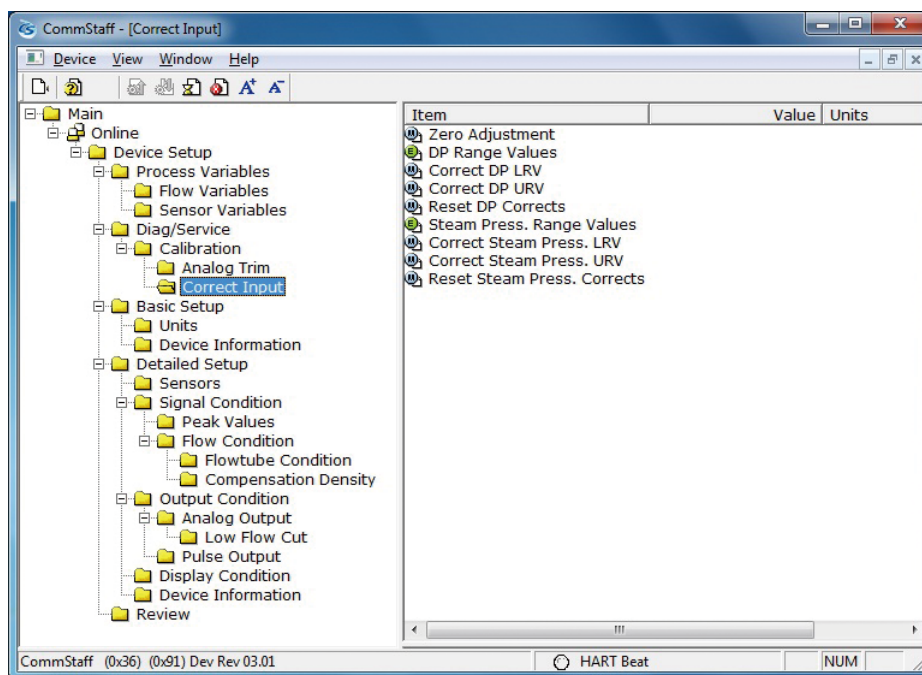 CommStaff - [Correct Input]
Device View Window Help
A+ A-
Main
Online
Device Setup
Process Variables
Flow Variables
Sensor Variables
Diag/Service
Calibration
Analog Trim
Correct Input
Basic Setup
Units
Device Information
Detailed Setup
Sensors
Signal Condition
Peak Values
Flow Condition
Flowtube Condition
Compensation Density
Output Condition
Analog Output
Low Flow Cut
Pulse Output
Display Condition
Device Information
Review
Item Value Units
M Zero Adjustment
E DP Range Values
M Correct DP LRV
M Correct DP URV
M Reset DP Corrects
E Steam Press. Range Values
M Correct Steam Press. LRV
M Correct Steam Press. URV
M Reset Steam Press. Corrects
CommStaff (0x36) (0x91) Dev Rev 03.01 HART Beat NUM